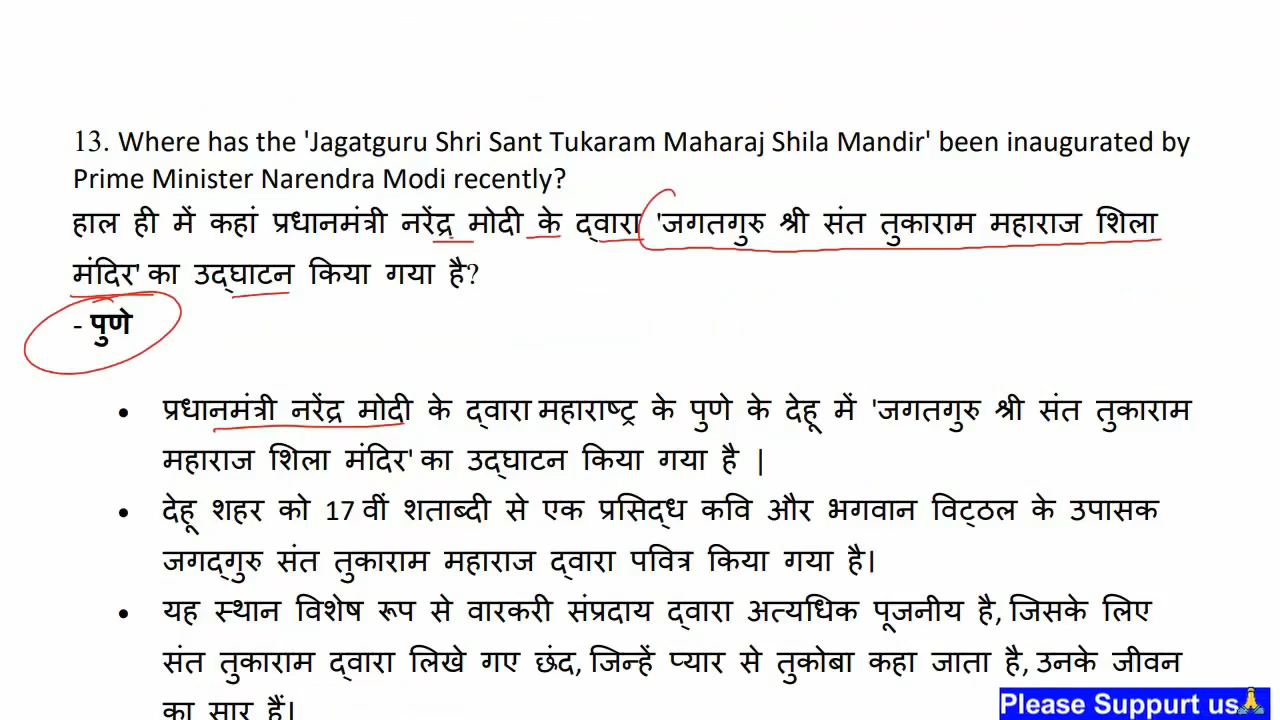 13. Where has the 'Jagatguru Shri Sant Tukaram Maharaj Shila Mandir' been inaugurated by
Prime Minister Narendra Modi recently?
हाल ही में कहां प्रधानमंत्री नरेंद्र मोदी के द्वारा 'जगतगुरु श्री संत तुकाराम महाराज शिला
मंदिर' का उद्घाटन किया गया है?
- पुणे
• प्रधानमंत्री नरेंद्र मोदी के द्वारा महाराष्ट्र के पुणे के देहू में 'जगतगुरु श्री संत तुकाराम
महाराज शिला मंदिर' का उद्घाटन किया गया है |
• देहू शहर को 17 वीं शताब्दी से एक प्रसिद्ध कवि और भगवान विट्ठल के उपासक
जगद्गुरु संत तुकाराम महाराज द्वारा पवित्र किया गया है।
• यह स्थान विशेष रूप से वारकरी संप्रदाय द्वारा अत्यधिक पूजनीय है, जिसके लिए
संत तुकाराम द्वारा लिखे गए छंद, जिन्हें प्यार से तुकोबा कहा जाता है, उनके जीवन
का सार हैं।
Please Suppurt us🙏